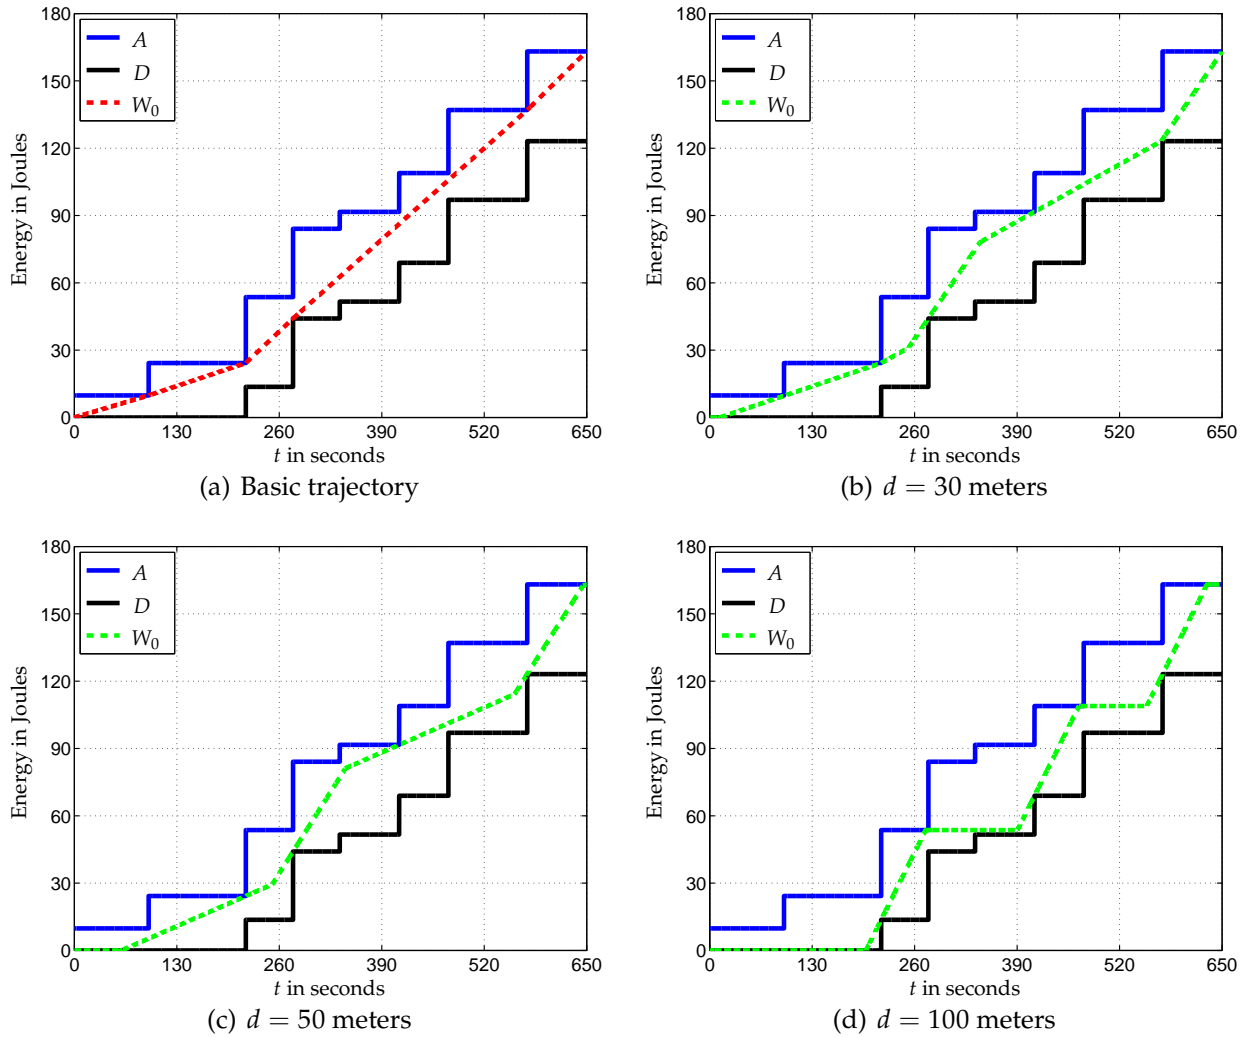 180
150
120
90
60
30
0
Energy in Joules
A
D
W₀
0 130 260 390 520 650
t in seconds
(a) Basic trajectory
180
150
120
90
60
30
0
Energy in Joules
A
D
W₀
0 130 260 390 520 650
t in seconds
(b) d = 30 meters
180
150
120
90
60
30
0
Energy in Joules
A
D
W₀
0 130 260 390 520 650
t in seconds
(c) d = 50 meters
180
150
120
90
60
30
0
Energy in Joules
A
D
W₀
0 130 260 390 520 650
t in seconds
(d) d = 100 meters